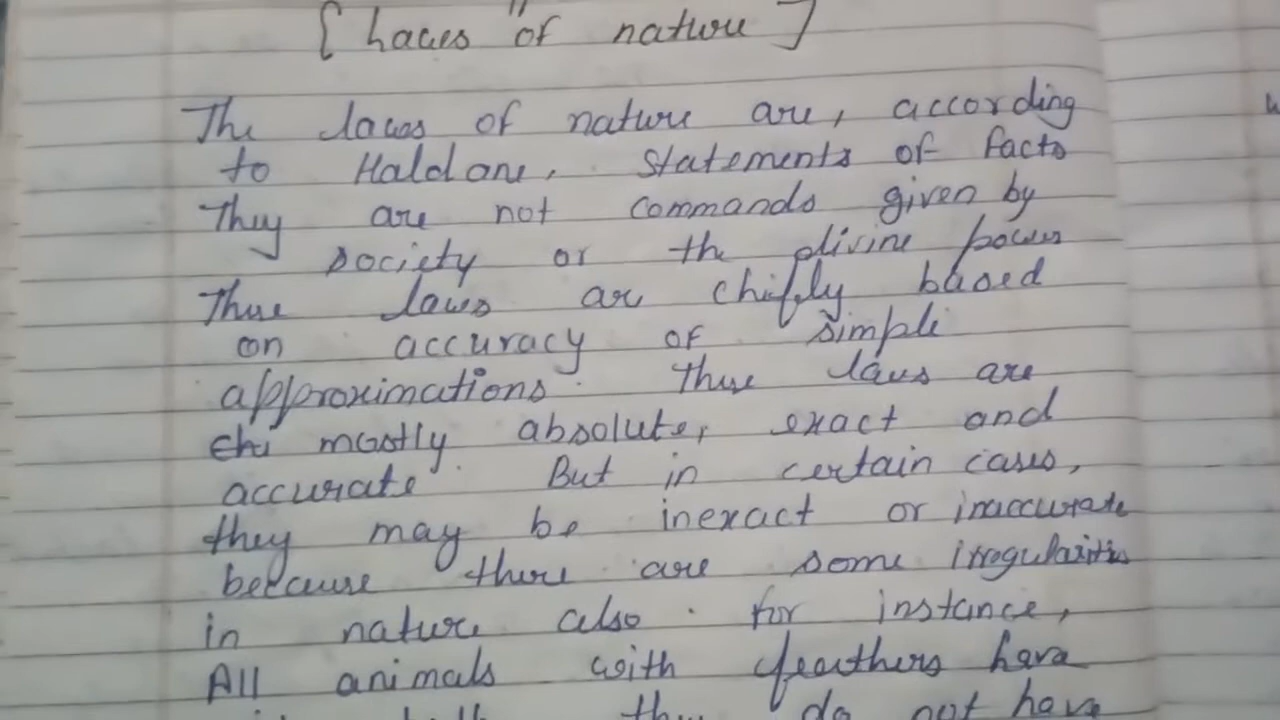 [ Laws "of nature ]
The laws of nature are, according
to Haldane, statements of facts
They are not commands given by
society or the divine power
These laws are chiefly based
on accuracy of simple
approximations. These laws are
mostly absolute, exact and
accurate. But in certain cases,
they may be inexact or inaccurate
because there are some irregularities
in nature also. for instance,
All animals with feathers have
do not have